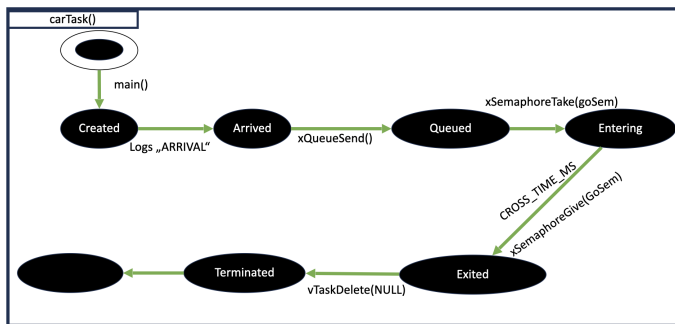 carTask()
main()
Created
Logs „ARRIVAL“
Arrived
xQueueSend()
Queued
xSemaphoreTake(goSem)
Entering
CROSS_TIME_MS
xSemaphoreGive(GoSem)
Exited
vTaskDelete(NULL)
Terminated